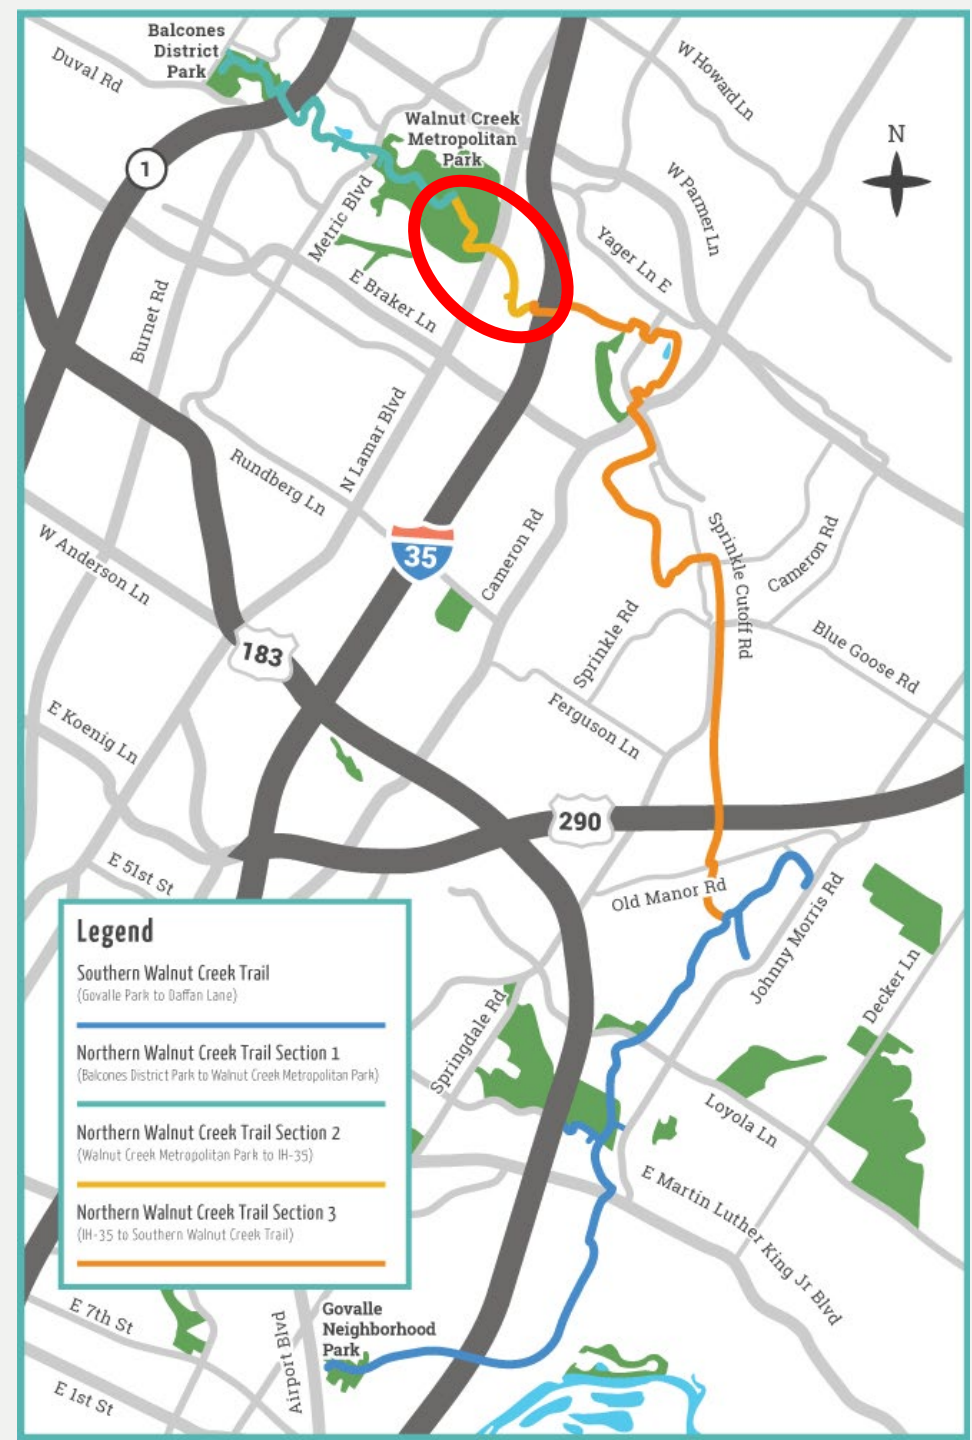 Balcones
District
Park
Duval Rd
W Howard Ln
Walnut Creek
Metropolitan
Park
N
1
W Parmer Ln
Metric Blvd
Yager Ln E
E Braker Ln
Burnet Rd
N Lamar Blvd
Rundberg Ln
W Anderson Ln
35
Cameron Rd
Sprinkle Cutoff Rd
Cameron Rd
183
Sprinkle Rd
Blue Goose Rd
E Koenig Ln
Ferguson Ln
290
E 51st St
Old Manor Rd
Johnny Morris Rd
Decker Ln
Legend
Southern Walnut Creek Trail
(Govalle Park to Daffan Lane)
Northern Walnut Creek Trail Section 1
(Balcones District Park to Walnut Creek Metropolitan Park)
Northern Walnut Creek Trail Section 2
(Walnut Creek Metropolitan Park to IH-35)
Northern Walnut Creek Trail Section 3
(IH-35 to Southern Walnut Creek Trail)
Springdale Rd
Loyola Ln
E Martin Luther King Jr Blvd
E 7th St
Airport Blvd
Govalle
Neighborhood
Park
E 1st St